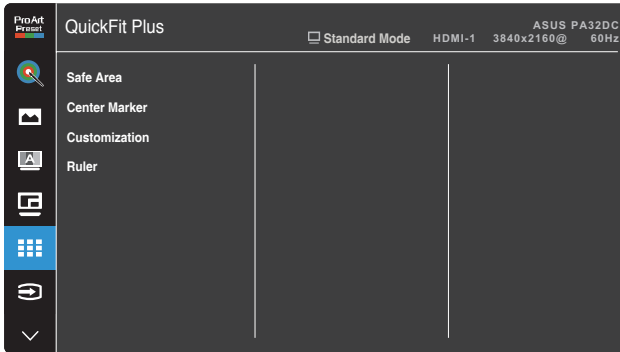 ProArt
Preset
QuickFit Plus
Standard Mode HDMI-1 3840x2160@ 60Hz
ASUS PA32DC
Safe Area
Center Marker
Customization
Ruler
A